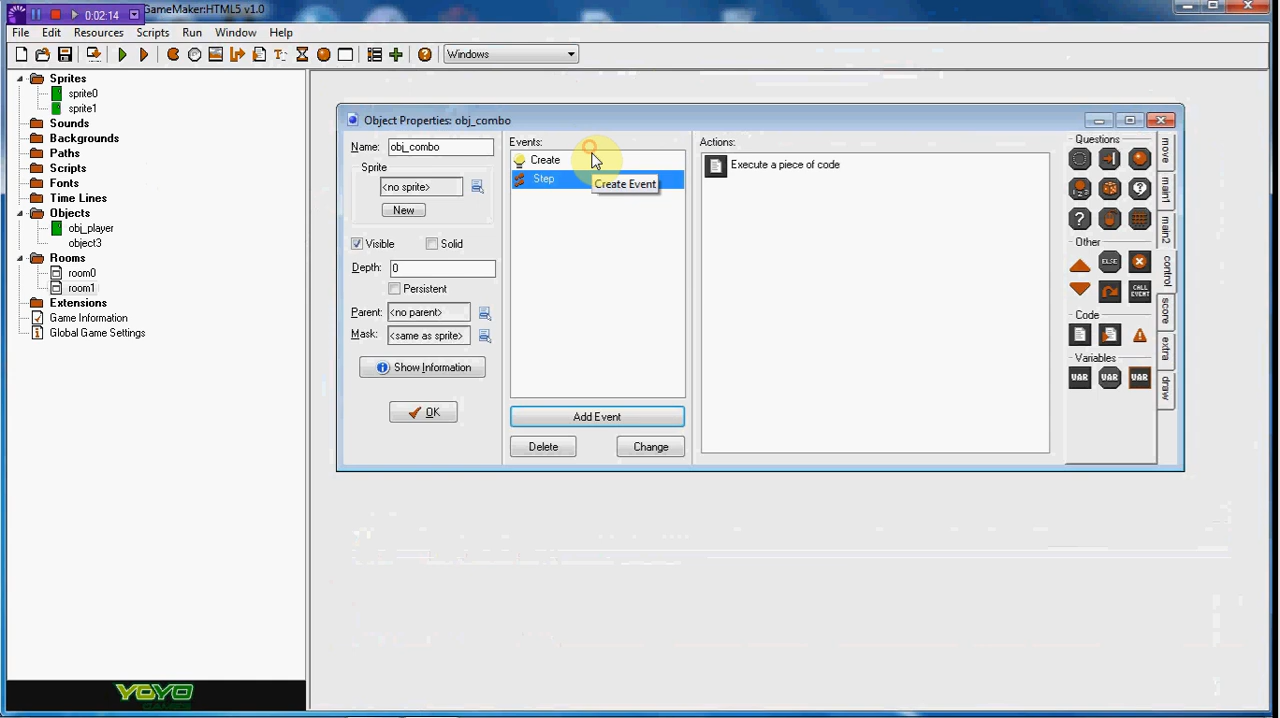 00:02:14
GameMaker:HTML5 v1.0
File Edit Resources Scripts Run Window Help
Windows
Sprites
sprite0
sprite1
Sounds
Backgrounds
Paths
Scripts
Fonts
Time Lines
Objects
obj_player
object3
Rooms
room0
room1
Extensions
Game Information
Global Game Settings
YOYO
GAMES
Object Properties: obj_combo
Name: obj_combo
Sprite
<no sprite>
New
Visible Solid
Depth: 0
Persistent
Parent: <no parent>
Mask: <same as sprite>
Show Information
OK
Events:
Create
Step
Create Event
Add Event
Delete Change
Actions:
Execute a piece of code
Questions
Other
ELSE
CALL
EVENT
Code
Variables
VAR VAR VAR
move
main1
main2
control
score
extra
draw